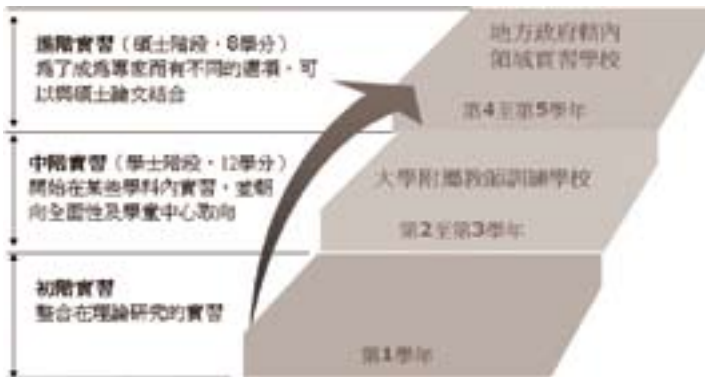 進階實習（碩士階段，8學分）
為了成為專家而有不同的選項，可
以與碩士論文結合
地方政府轄內
領域實習學校
第4至第5學年
中階實習（學士階段，12學分）
開始在某些學科內實習，並朝
向全面性及學童中心取向
大學附屬教師訓練學校
第2至第3學年
初階實習
整合在理論研究的實習
第1學年